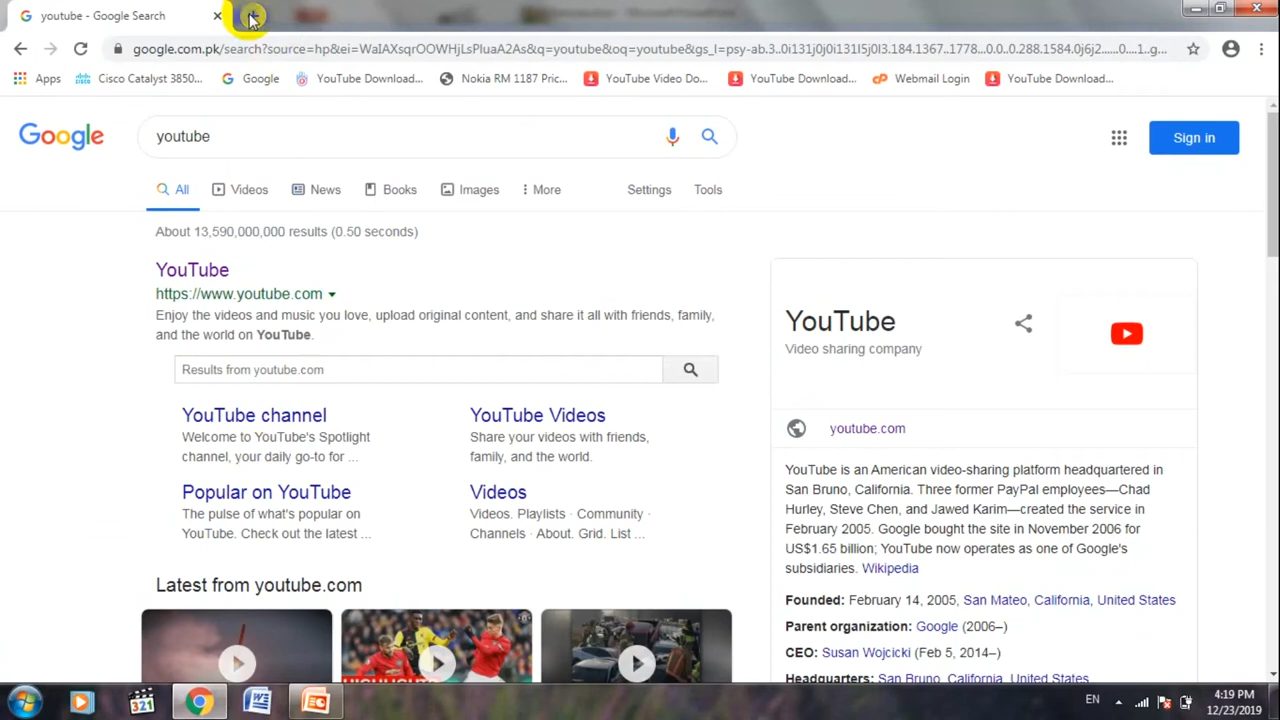 youtube - Google Search
google.com.pk/search?source=hp&ei=WaIAXsqrOOWHjLsPluaA2As&q=youtube&oq=youtube&gs_l=psy-ab.3..0i131j0j0i131l5j0l3.184.1367..1778...0.0..0.288.1584.0j6j2......0....1..g...
Apps
Cisco Catalyst 3850...
Google
YouTube Download...
Nokia RM 1187 Pric...
YouTube Video Do...
YouTube Download...
Webmail Login
YouTube Download...
Google
youtube
Sign in
All
Videos
News
Books
Images
More
Settings
Tools
About 13,590,000,000 results (0.50 seconds)
YouTube
https://www.youtube.com
Enjoy the videos and music you love, upload original content, and share it all with friends, family,
and the world on YouTube.
Results from youtube.com
YouTube channel
Welcome to YouTube's Spotlight
channel, your daily go-to for ...
YouTube Videos
Share your videos with friends,
family, and the world.
Popular on YouTube
The pulse of what's popular on
YouTube. Check out the latest ...
Videos
Videos. Playlists · Community ·
Channels · About. Grid. List ...
Latest from youtube.com
HIGHLIGHTS
YouTube
Video sharing company
youtube.com
YouTube is an American video-sharing platform headquartered in
San Bruno, California. Three former PayPal employees—Chad
Hurley, Steve Chen, and Jawed Karim—created the service in
February 2005. Google bought the site in November 2006 for
US$1.65 billion; YouTube now operates as one of Google's
subsidiaries. Wikipedia
Founded: February 14, 2005, San Mateo, California, United States
Parent organization: Google (2006–)
CEO: Susan Wojcicki (Feb 5, 2014–)
Headquarters: San Bruno, California, United States
321
EN
4:19 PM
12/23/2019